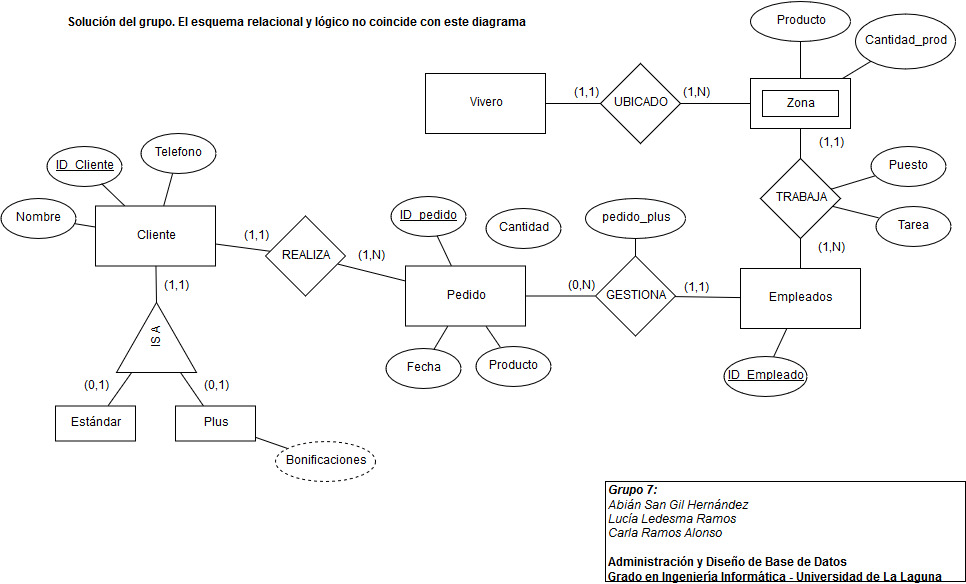 Solución del grupo. El esquema relacional y lógico no coincide con este diagrama
Producto
Cantidad_prod
Vivero
(1,1)
UBICADO
(1,N)
Zona
(1,1)
Telefono
ID_Cliente
Nombre
Cliente
Puesto
TRABAJA
Tarea
(1,N)
ID_pedido
Cantidad
pedido_plus
(1,1)
REALIZA
(1,N)
Pedido
(0,N)
GESTIONA
(1,1)
Empleados
(1,1)
IS A
Fecha
Producto
ID_Empleado
(0,1)
(0,1)
Estándar
Plus
Bonificaciones
Grupo 7:
Abián San Gil Hernández
Lucía Ledesma Ramos
Carla Ramos Alonso
Administración y Diseño de Base de Datos
Grado en Ingeniería Informática - Universidad de La Laguna